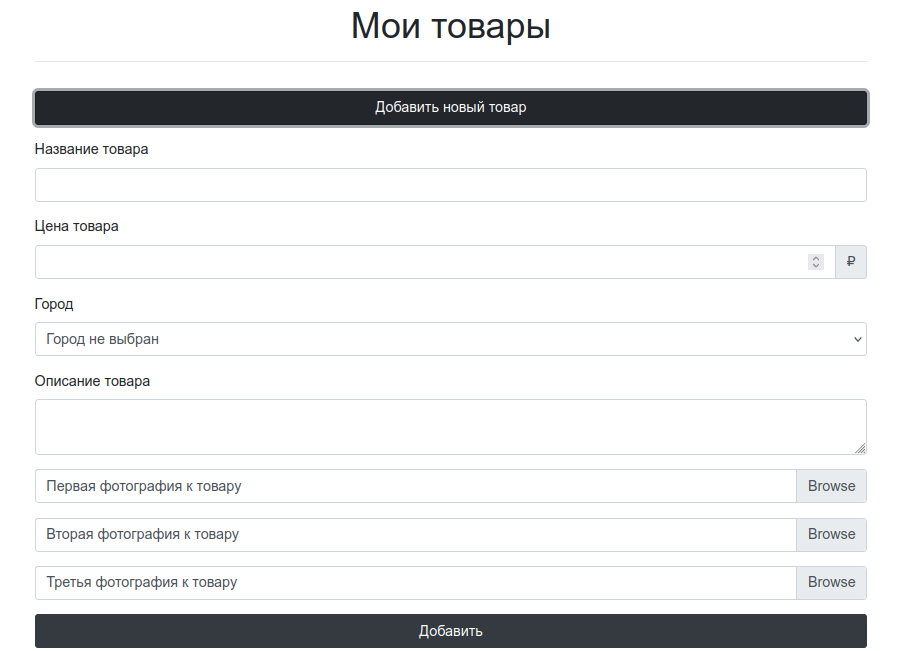 Мои товары
Добавить новый товар
Название товара
Цена товара
₽
Город
Город не выбран
Описание товара
Первая фотография к товару Browse
Вторая фотография к товару Browse
Третья фотография к товару Browse
Добавить